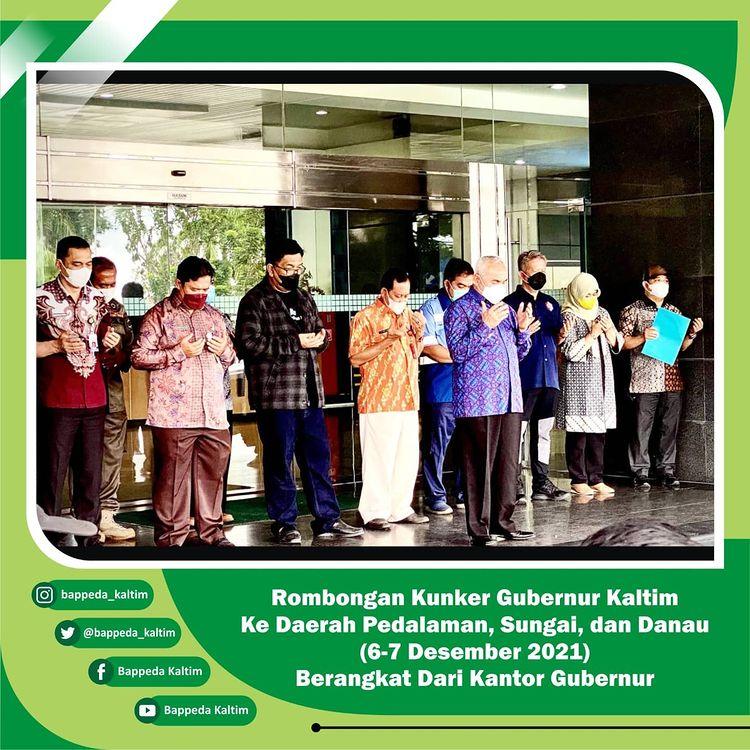 bappeda_kaltim
@bappeda_kaltim
Bappeda Kaltim
Bappeda Kaltim
Rombongan Kunker Gubernur Kaltim
Ke Daerah Pedalaman, Sungai, dan Danau
(6-7 Desember 2021)
Berangkat Dari Kantor Gubernur